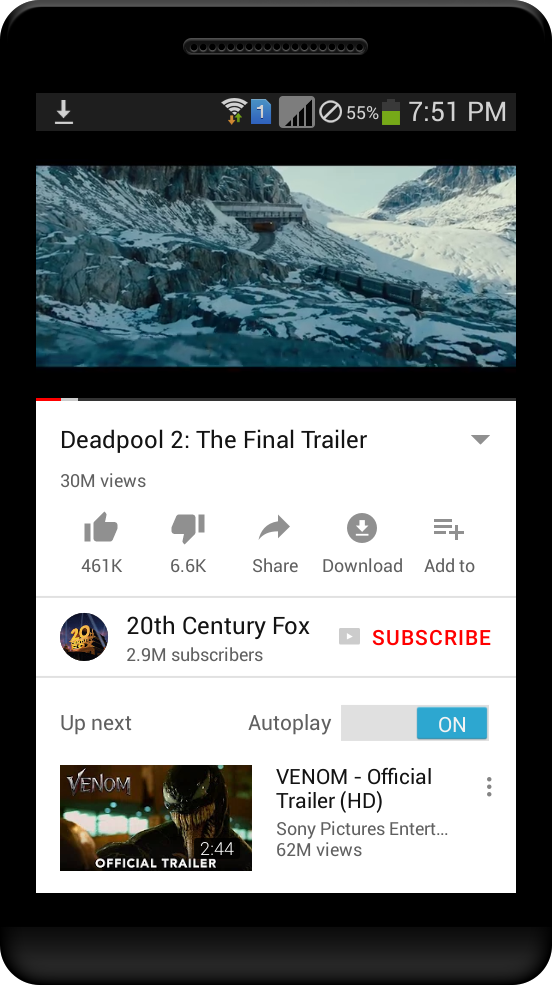 1 55% 7:51 PM
Deadpool 2: The Final Trailer
30M views
461K 6.6K Share Download Add to
20th Century Fox
2.9M subscribers
SUBSCRIBE
Up next Autoplay ON
VENOM
OFFICIAL TRAILER
2:44
VENOM - Official
Trailer (HD)
Sony Pictures Entert...
62M views